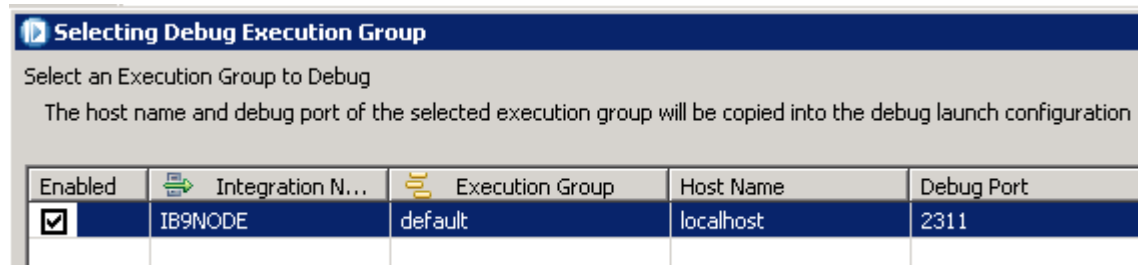 Selecting Debug Execution Group
Select an Execution Group to Debug
The host name and debug port of the selected execution group will be copied into the debug launch configuration
Enabled Integration N... Execution Group Host Name Debug Port
IB9NODE default localhost 2311